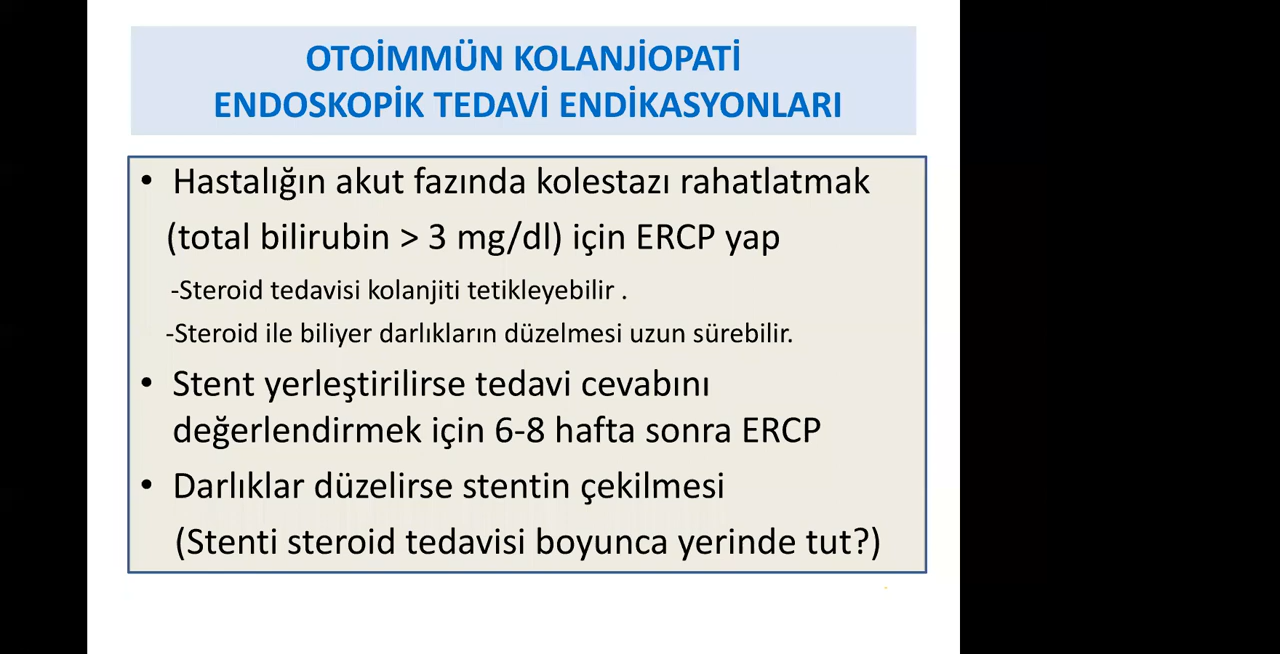 OTOİMMÜN KOLANJİOPATİ
ENDOSKOPİK TEDAVİ ENDİKASYONLARI
• Hastalığın akut fazında kolestazı rahatlatmak
(total bilirubin > 3 mg/dl) için ERCP yap
-Steroid tedavisi kolanjiti tetikleyebilir .
-Steroid ile biliyer darlıkların düzelmesi uzun sürebilir.
• Stent yerleştirilirse tedavi cevabını
değerlendirmek için 6-8 hafta sonra ERCP
• Darlıklar düzelirse stentin çekilmesi
(Stenti steroid tedavisi boyunca yerinde tut?)